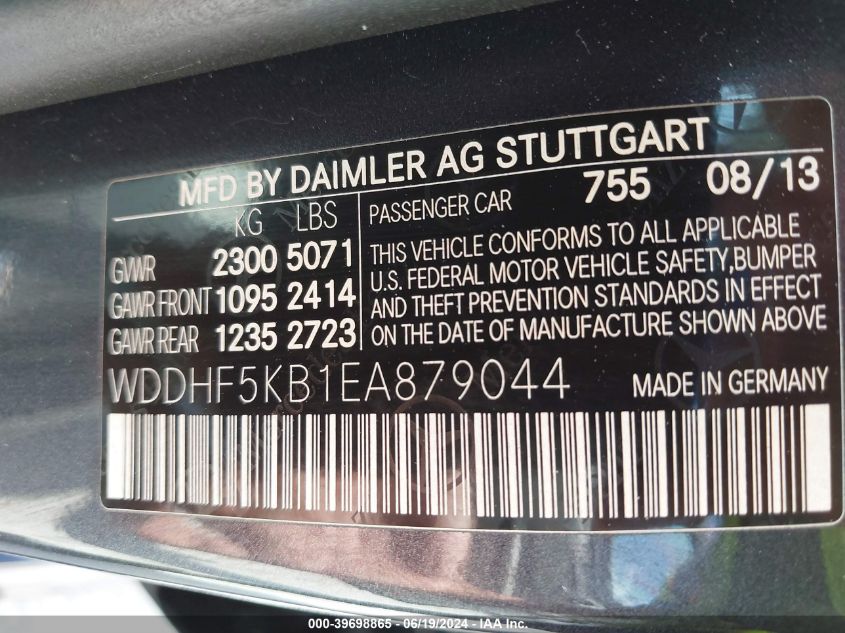 MFD BY DAIMLER AG STUTTGART
KG LBS PASSENGER CAR 755 08/13
GVWR 2300 5071
GAWR FRONT 1095 2414
GAWR REAR 1235 2723
THIS VEHICLE CONFORMS TO ALL APPLICABLE
U.S. FEDERAL MOTOR VEHICLE SAFETY,BUMPER
AND THEFT PREVENTION STANDARDS IN EFFECT
ON THE DATE OF MANUFACTURE SHOWN ABOVE
WDDHF5KB1EA879044 MADE IN GERMANY
000-39698865 - 06/19/2024 - IAA Inc.